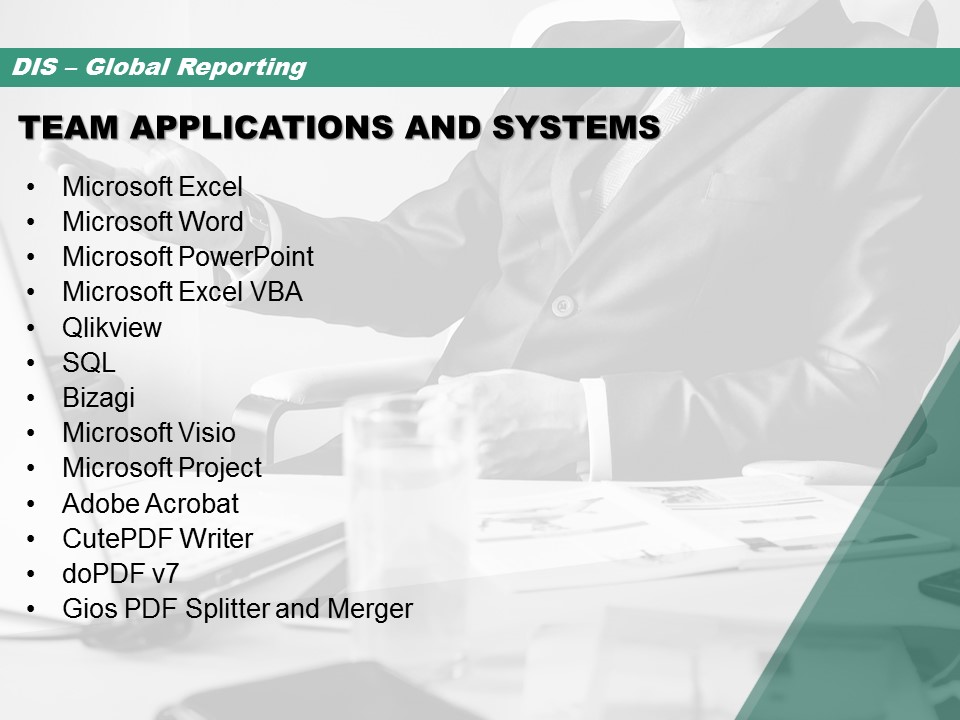 DIS – Global Reporting
TEAM APPLICATIONS AND SYSTEMS
• Microsoft Excel
• Microsoft Word
• Microsoft PowerPoint
• Microsoft Excel VBA
• Qlikview
• SQL
• Bizagi
• Microsoft Visio
• Microsoft Project
• Adobe Acrobat
• CutePDF Writer
• doPDF v7
• Gios PDF Splitter and Merger